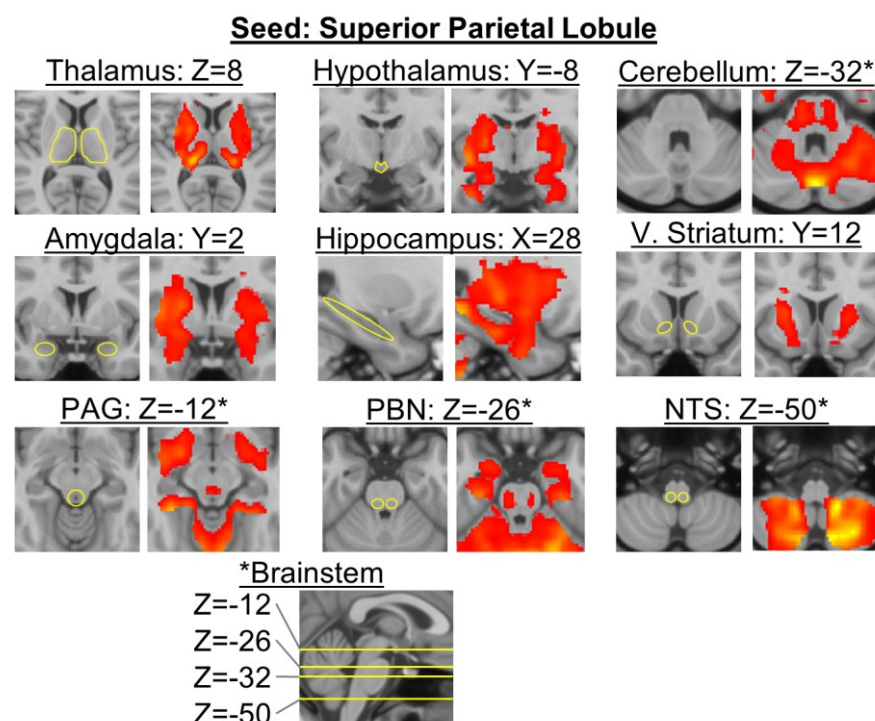 Seed: Superior Parietal Lobule
Thalamus: Z=8
Hypothalamus: Y=-8
Cerebellum: Z=-32*
Amygdala: Y=2
Hippocampus: X=28
V. Striatum: Y=12
PAG: Z=-12*
PBN: Z=-26*
NTS: Z=-50*
*Brainstem
Z=-12
Z=-26
Z=-32
Z=-50